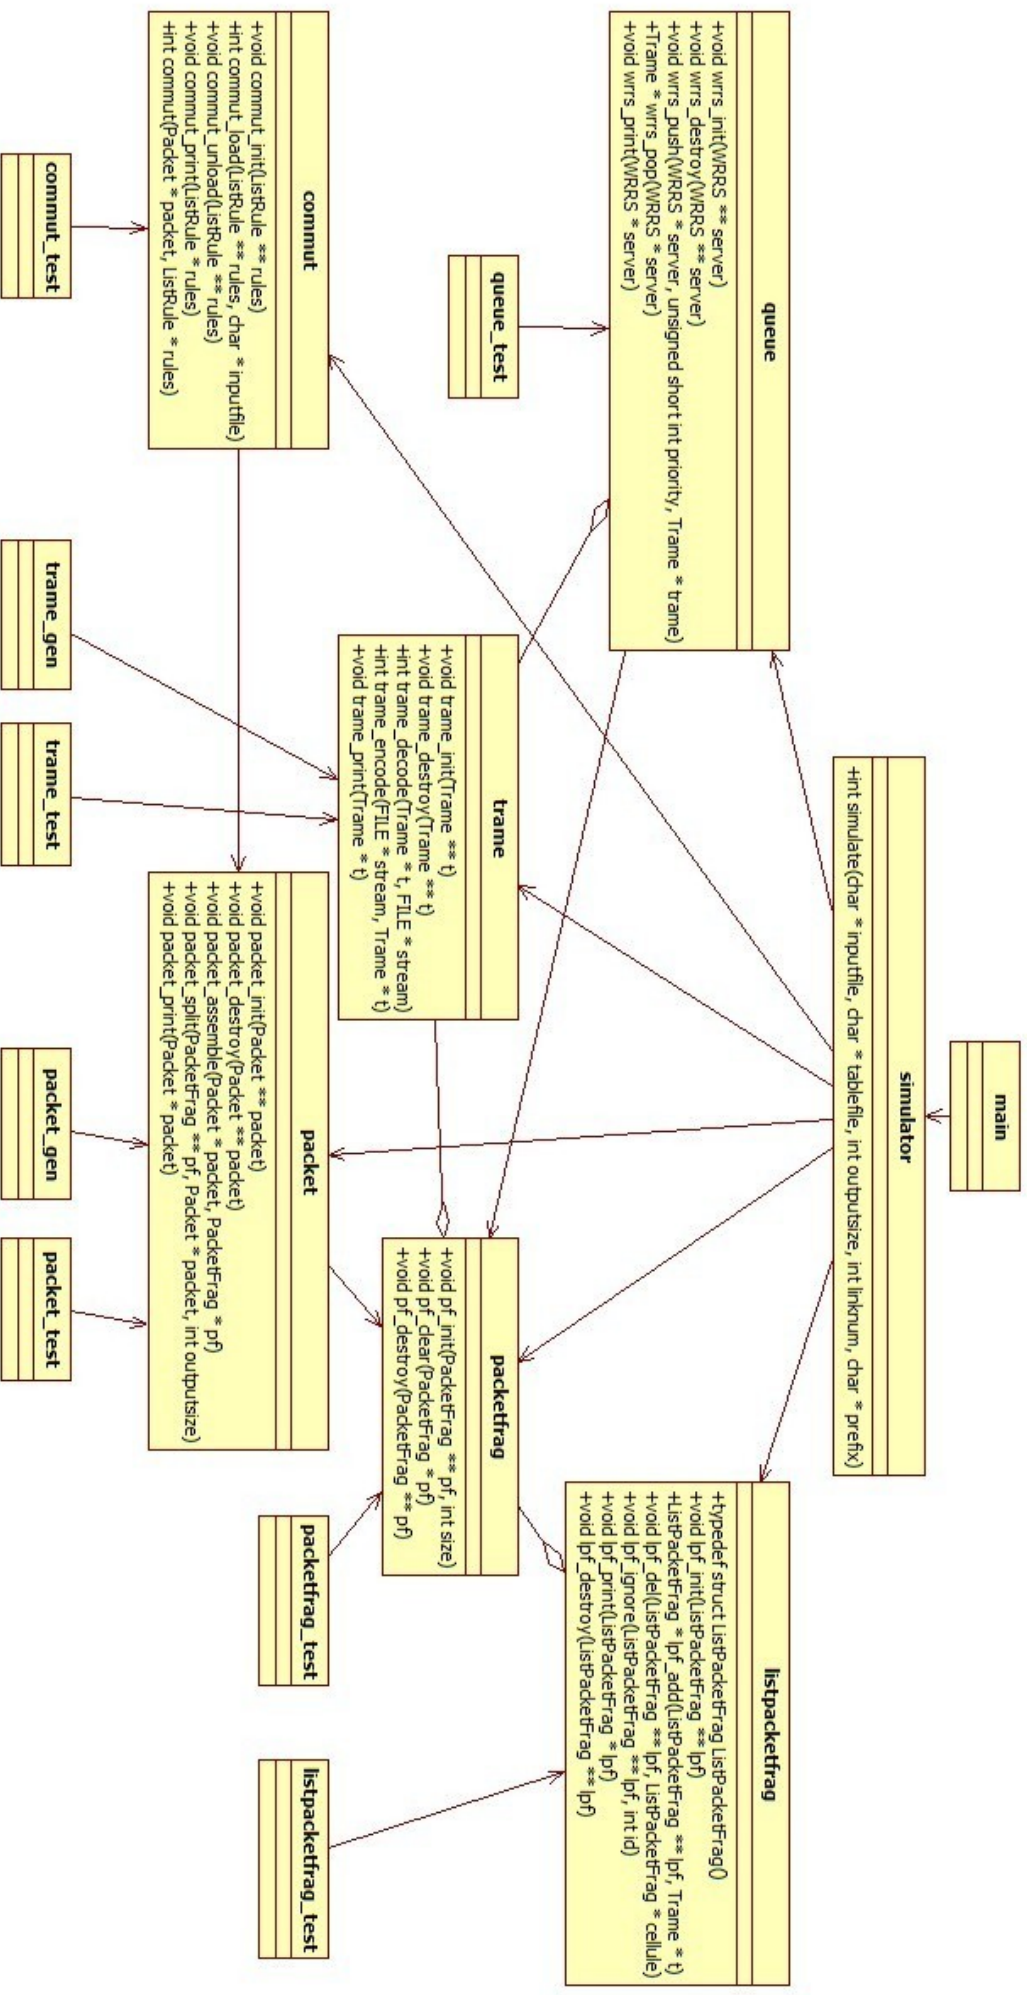 main
simulator
+int simulate(char * inputfile, char * tablefile, int outputsize, int linknum, char * prefix)
queue
+void wrrs_init(WRRS ** server)
+void wrrs_destroy(WRRS ** server)
+void wrrs_push(WRRS * server, unsigned short int priority, Trame * trame)
+Trame * wrrs_pop(WRRS * server)
+void wrrs_print(WRRS * server)
listpacketfrag
+typedef struct ListPacketFrag ListPacketFrag()
+void lpf_init(ListPacketFrag ** lpf)
+ListPacketFrag * lpf_add(ListPacketFrag ** lpf, Trame * t)
+void lpf_del(ListPacketFrag ** lpf, ListPacketFrag * cellule)
+void lpf_ignore(ListPacketFrag ** lpf, int id)
+void lpf_print(ListPacketFrag * lpf)
+void lpf_destroy(ListPacketFrag ** lpf)
queue_test
trame
+void trame_init(Trame ** t)
+void trame_destroy(Trame ** t)
+int trame_decode(Trame * t, FILE * stream)
+int trame_encode(FILE * stream, Trame * t)
+void trame_print(Trame * t)
packetfrag
+void pf_init(PacketFrag ** pf, int size)
+void pf_clear(PacketFrag * pf)
+void pf_destroy(PacketFrag ** pf)
commut
+void commut_init(ListRule ** rules)
+int commut_load(ListRule ** rules, char * inputfile)
+void commut_unload(ListRule ** rules)
+void commut_print(ListRule * rules)
+int commut(Packet * packet, ListRule * rules)
packet
+void packet_init(Packet ** packet)
+void packet_destroy(Packet ** packet)
+void packet_assemble(Packet * packet, PacketFrag * pf)
+void packet_split(PacketFrag ** pf, Packet * packet, int outputsize)
+void packet_print(Packet * packet)
packetfrag_test
listpacketfrag_test
commut_test
trame_gen
trame_test
packet_gen
packet_test